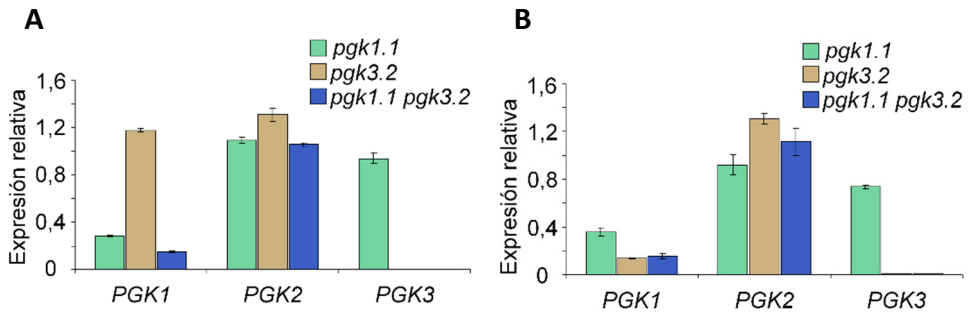 A
Expresión relativa
1,6
1,2
0,8
0,4
0
pgk1.1
pgk3.2
pgk1.1 pgk3.2
PGK1 PGK2 PGK3
B
Expresión relativa
1,6
1,2
0,8
0,4
0
pgk1.1
pgk3.2
pgk1.1 pgk3.2
PGK1 PGK2 PGK3